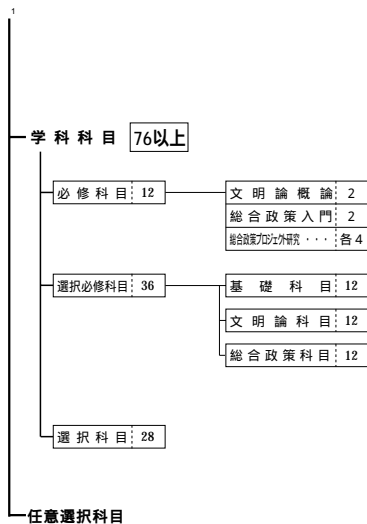 1
学科科目 76以上
必修科目 12
文明論概論 2
総合政策入門 2
総合政策プロジェクト研究・・・ 各4
選択必修科目 36
基礎科目 12
文明論科目 12
総合政策科目 12
選択科目 28
任意選択科目